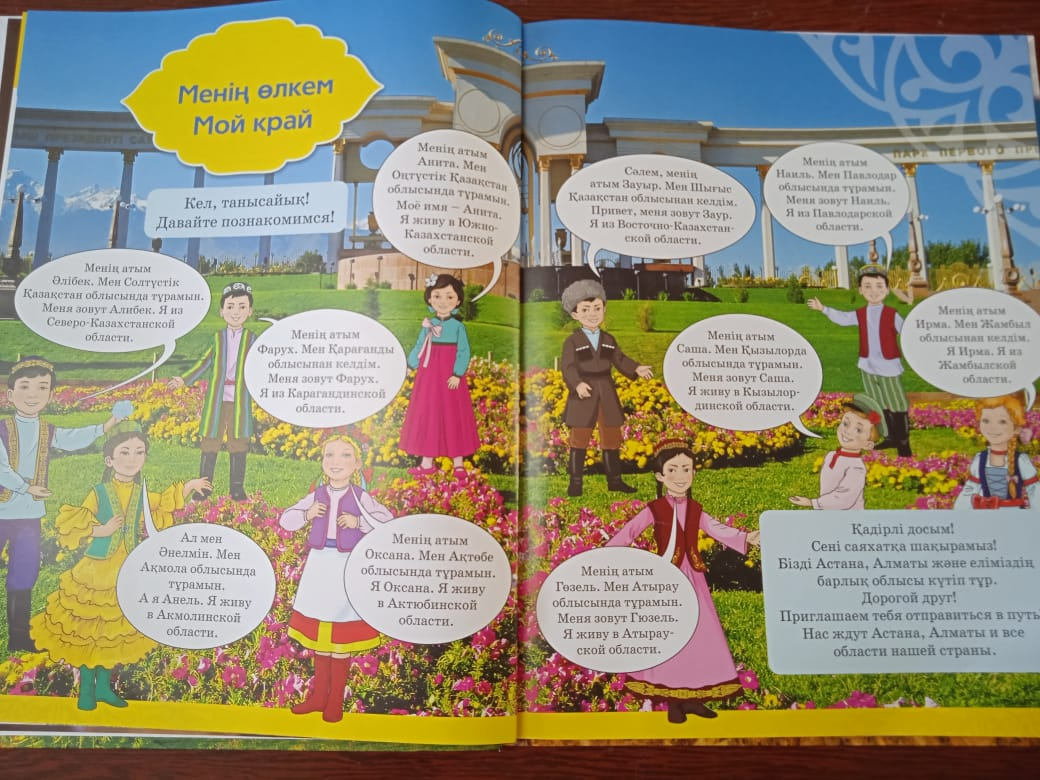 Менің өлкем
Мой край
Кел, танысайық!
Давайте познакомимся!
Менің атым
Әлібек. Мен Солтүстік
Қазақстан облысында тұрамын.
Меня зовут Алибек. Я из
Северо-Казахстанской
области.
Менің атым
Фарух. Мен Қарағанды
облысынан келдім.
Меня зовут Фарух.
Я из Карагандинской
области.
Менің атым
Анита. Мен
Оңтүстік Қазақстан
облысында тұрамын.
Моё имя – Анита.
Я живу в Южно-
Казахстанской
области.
Ал мен
Әнелмін. Мен
Ақмола облысында
тұрамын.
А я Анель. Я живу
в Акмолинской
области.
Менің атым
Оксана. Мен Ақтөбе
облысында тұрамын.
Я Оксана. Я живу
в Актюбинской
области.
Сәлем, менің
атым Зауыр. Мен Шығыс
Қазақстан облысынан келдім.
Привет, меня зовут Заур.
Я из Восточно-Казахстан-
ской области.
Менің атым
Наиль. Мен Павлодар
облысында тұрамын.
Меня зовут Наиль.
Я из Павлодарской
области.
Менің атым
Саша. Мен Қызылорда
облысында тұрамын.
Меня зовут Саша.
Я живу в Кызылор-
динской области.
Менің атым
Ирма. Мен Жамбыл
облысынан келдім.
Я Ирма. Я из
Жамбылской
области.
Менің атым
Гөзель. Мен Атырау
облысында тұрамын.
Меня зовут Гюзель.
Я живу в Атырау-
ской области.
Қадірлі досым!
Сені саяхатқа шақырамыз!
Бізді Астана, Алматы және еліміздің
барлық облысы күтіп тұр.
Дорогой друг!
Приглашаем тебя отправиться в путь
Нас ждут Астана, Алматы и все
области нашей страны.
ПРЕЗИДЕНТІ
ПАРК ПЕРВОГО